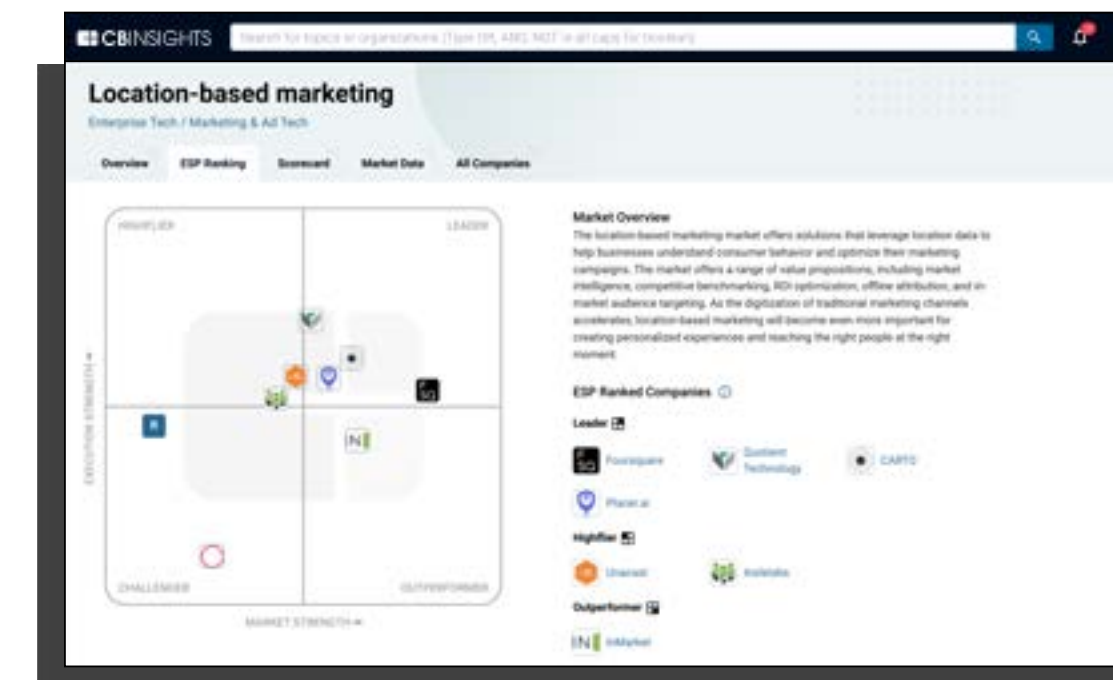 CBINSIGHTS
Search for topics or organizations (Type OR, AND, NOT in all caps for boolean)
Location-based marketing
Enterprise Tech / Marketing & Ad Tech
Overview ESP Ranking Scorecard Market Data All Companies
HIGHFLIER LEADER
EXECUTION STRENGTH
CHALLENGER OUTPERFORMER
MARKET STRENGTH
Market Overview
The location-based marketing market offers solutions that leverage location data to
help businesses understand consumer behavior and optimize their marketing
campaigns. The market offers a range of value propositions, including market
intelligence, competitive benchmarking, ROI optimization, offline attribution, and in-
market audience targeting. As the digitization of traditional marketing channels
accelerates, location-based marketing will become even more important for
creating personalized experiences and reaching the right people at the right
moment.
ESP Ranked Companies
Leader
Foursquare
Quotient
Technology
CARTO
Placer.ai
Highflier
Unacast
Outperformer
InMarket